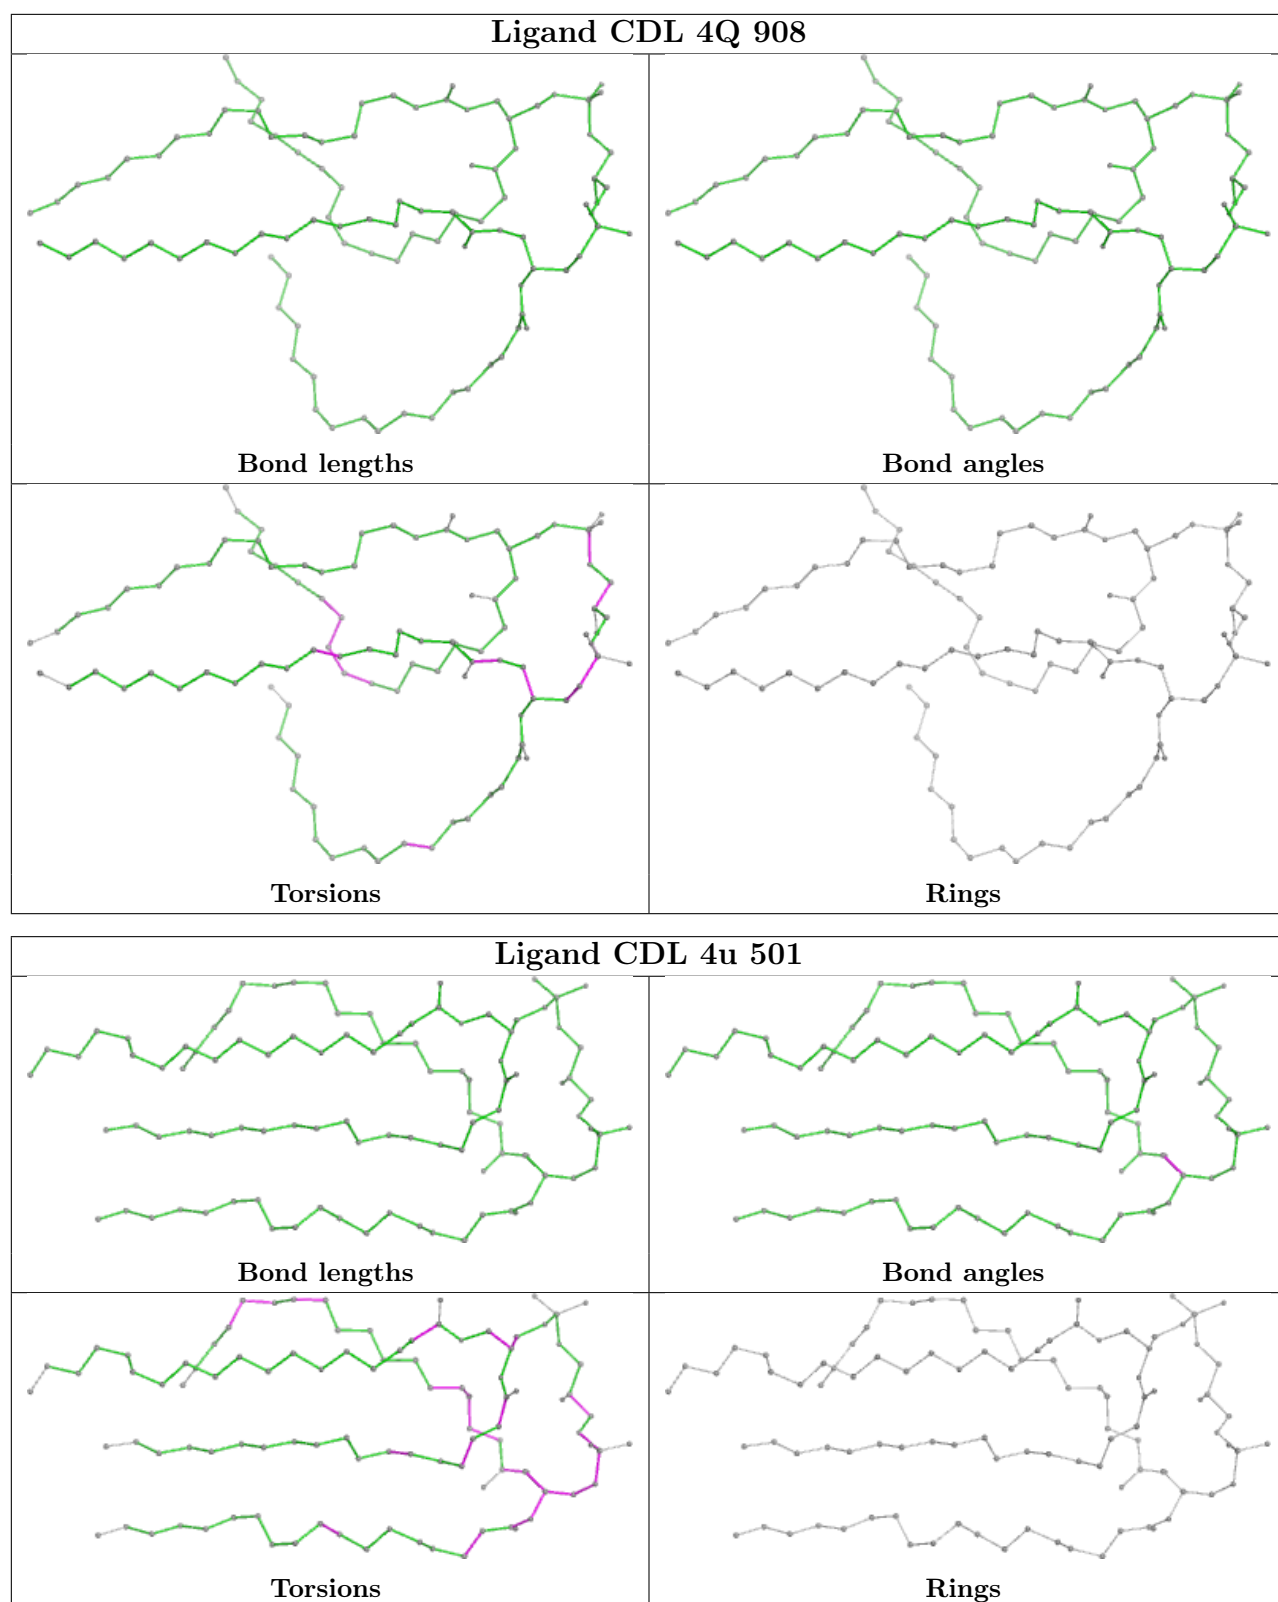 Ligand CDL 4Q 908
Bond lengths
Bond angles
Torsions
Rings
Ligand CDL 4u 501
Bond lengths
Bond angles
Torsions
Rings